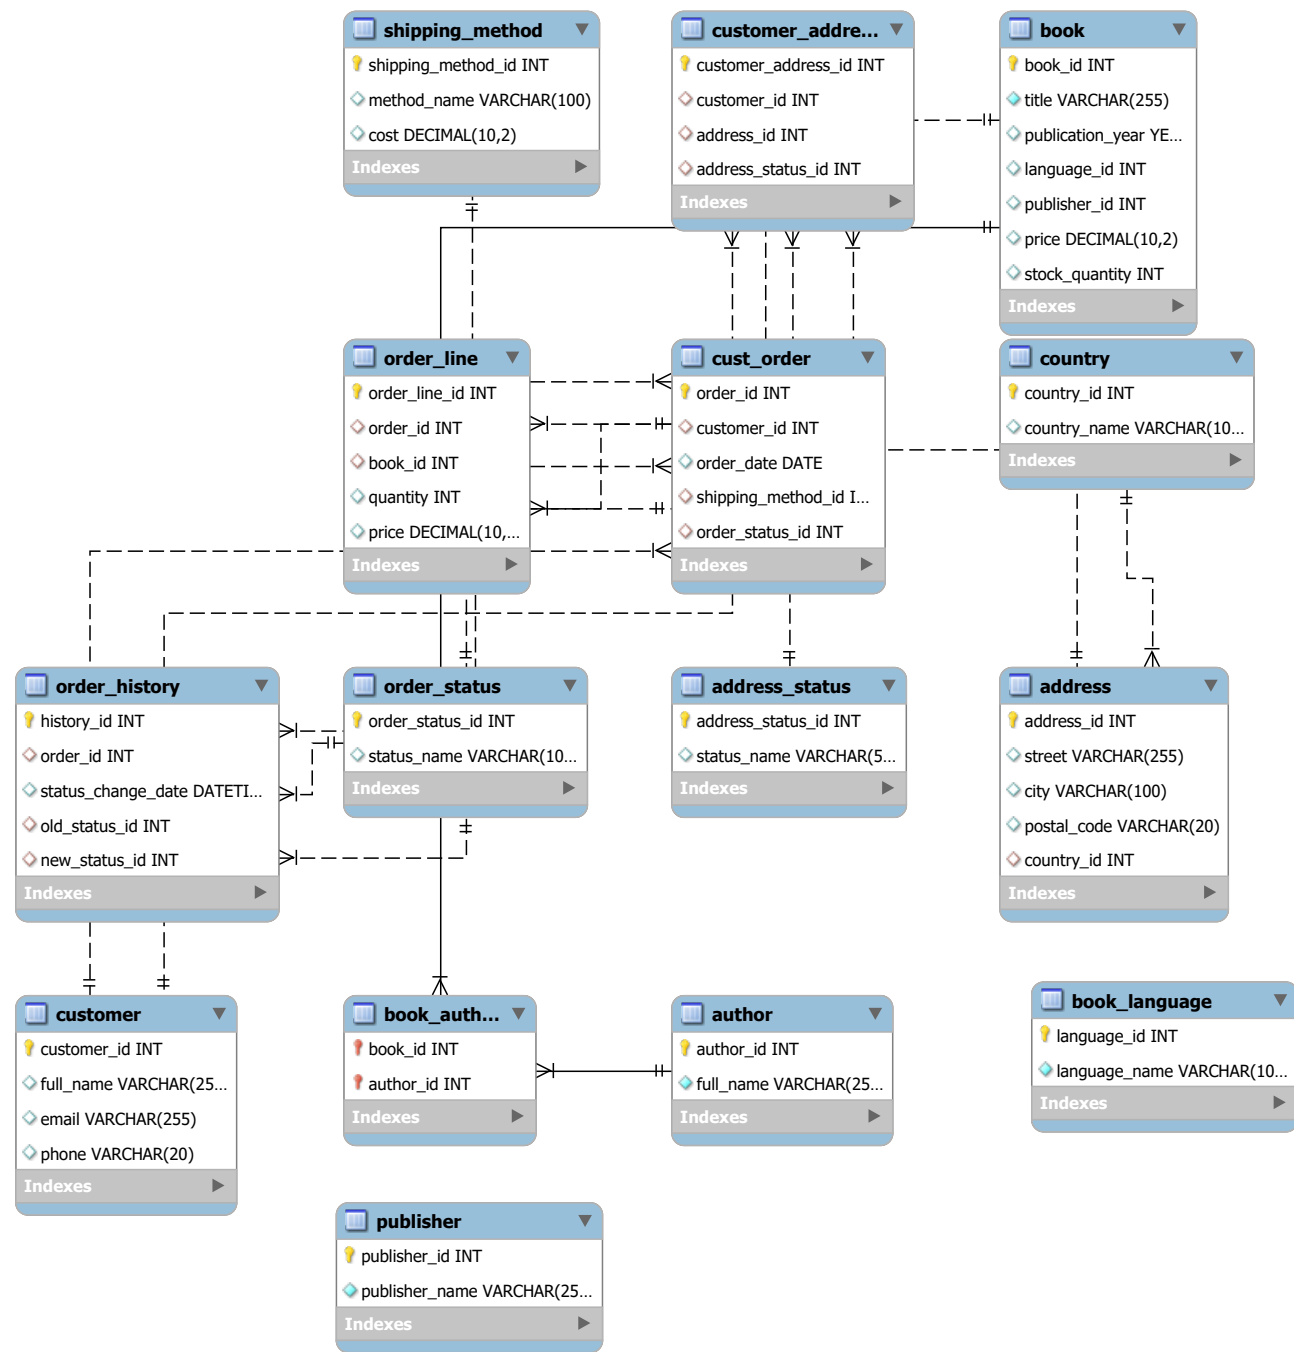 shipping_method
shipping_method_id INT
method_name VARCHAR(100)
cost DECIMAL(10,2)
Indexes
customer_addre...
customer_address_id INT
customer_id INT
address_id INT
address_status_id INT
Indexes
book
book_id INT
title VARCHAR(255)
publication_year YE...
language_id INT
publisher_id INT
price DECIMAL(10,2)
stock_quantity INT
Indexes
order_line
order_line_id INT
order_id INT
book_id INT
quantity INT
price DECIMAL(10,...
Indexes
cust_order
order_id INT
customer_id INT
order_date DATE
shipping_method_id I...
order_status_id INT
Indexes
country
country_id INT
country_name VARCHAR(10...
Indexes
order_history
history_id INT
order_id INT
status_change_date DATETI...
old_status_id INT
new_status_id INT
Indexes
order_status
order_status_id INT
status_name VARCHAR(10...
Indexes
address_status
address_status_id INT
status_name VARCHAR(5...
Indexes
address
address_id INT
street VARCHAR(255)
city VARCHAR(100)
postal_code VARCHAR(20)
country_id INT
Indexes
customer
customer_id INT
full_name VARCHAR(25...
email VARCHAR(255)
phone VARCHAR(20)
Indexes
book_auth...
book_id INT
author_id INT
Indexes
author
author_id INT
full_name VARCHAR(25...
Indexes
book_language
language_id INT
language_name VARCHAR(10...
Indexes
publisher
publisher_id INT
publisher_name VARCHAR(25...
Indexes